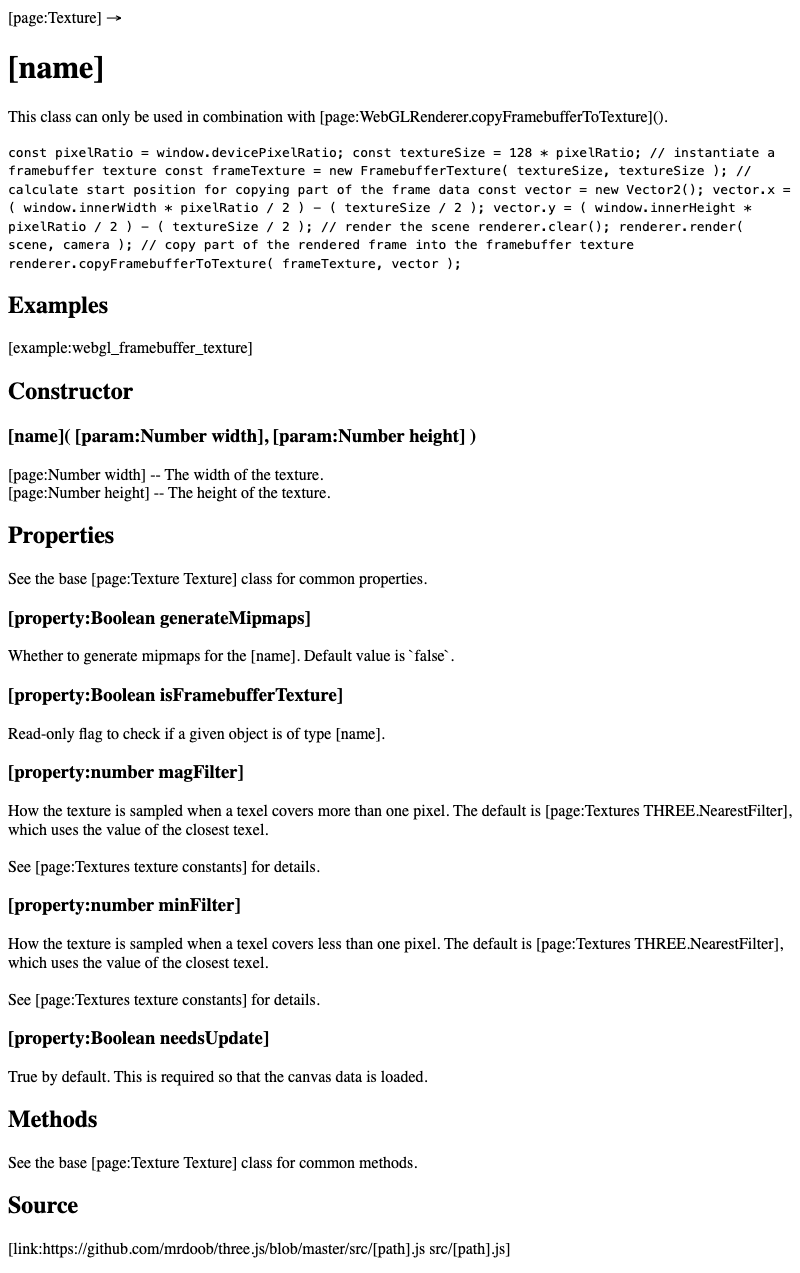 [page:Texture] →
[name]
This class can only be used in combination with [page:WebGLRenderer.copyFramebufferToTexture]().
const pixelRatio = window.devicePixelRatio; const textureSize = 128 * pixelRatio; // instantiate a
framebuffer texture const frameTexture = new FramebufferTexture( textureSize, textureSize ); //
calculate start position for copying part of the frame data const vector = new Vector2(); vector.x =
( window.innerWidth * pixelRatio / 2 ) - ( textureSize / 2 ); vector.y = ( window.innerHeight *
pixelRatio / 2 ) - ( textureSize / 2 ); // render the scene renderer.clear(); renderer.render(
scene, camera ); // copy part of the rendered frame into the framebuffer texture
renderer.copyFramebufferToTexture( frameTexture, vector );
Examples
[example:webgl_framebuffer_texture]
Constructor
[name]( [param:Number width], [param:Number height] )
[page:Number width] -- The width of the texture.
[page:Number height] -- The height of the texture.
Properties
See the base [page:Texture Texture] class for common properties.
[property:Boolean generateMipmaps]
Whether to generate mipmaps for the [name]. Default value is `false`.
[property:Boolean isFramebufferTexture]
Read-only flag to check if a given object is of type [name].
[property:number magFilter]
How the texture is sampled when a texel covers more than one pixel. The default is [page:Textures THREE.NearestFilter],
which uses the value of the closest texel.
See [page:Textures texture constants] for details.
[property:number minFilter]
How the texture is sampled when a texel covers less than one pixel. The default is [page:Textures THREE.NearestFilter],
which uses the value of the closest texel.
See [page:Textures texture constants] for details.
[property:Boolean needsUpdate]
True by default. This is required so that the canvas data is loaded.
Methods
See the base [page:Texture Texture] class for common methods.
Source
[link:https://github.com/mrdoob/three.js/blob/master/src/[path].js src/[path].js]